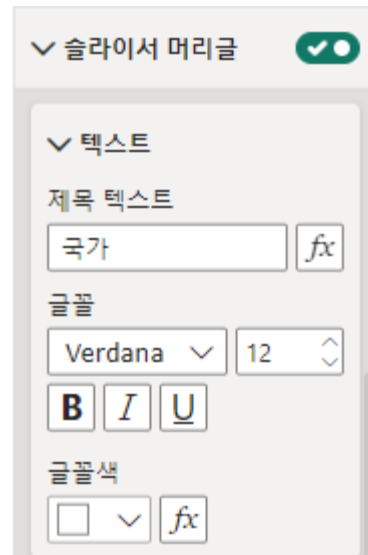 슬라이서 머리글
텍스트
제목 텍스트
국가 fx
글꼴
Verdana 12
B I U
글꼴색
fx